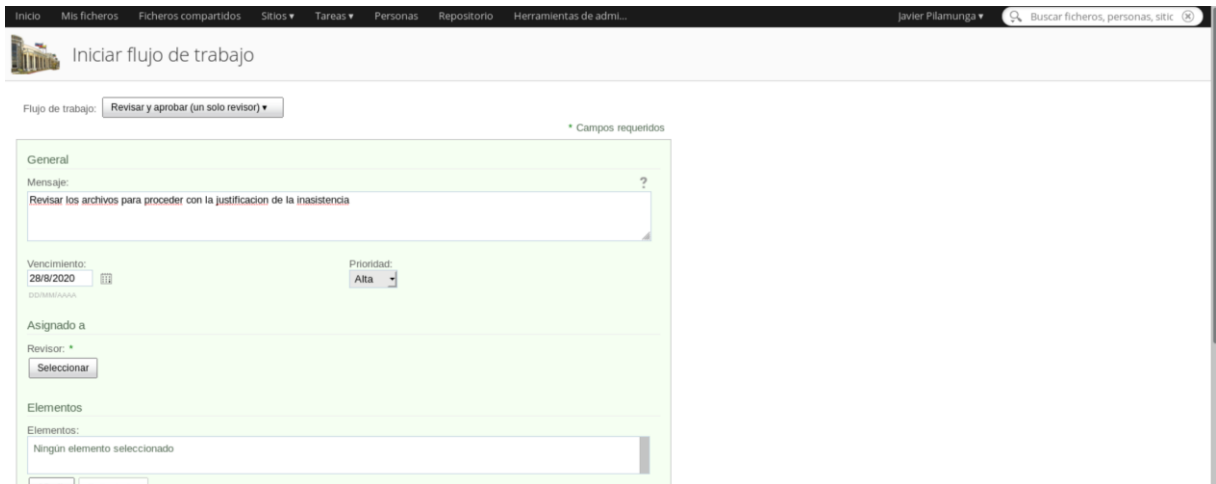 Inicio Mis ficheros Ficheros compartidos Sitios ▾ Tareas ▾ Personas Repositorio Herramientas de admi... Javier Pilamunga ▾ Buscar ficheros, personas, sitic
Iniciar flujo de trabajo
Flujo de trabajo: Revisar y aprobar (un solo revisor) ▾
* Campos requeridos
General
Mensaje: ?
Revisar los archivos para proceder con la justificacion de la inasistencia
Vencimiento: Prioridad:
28/8/2020 Alta
DD/MM/AAAA
Asignado a
Revisor: *
Seleccionar
Elementos
Elementos:
Ningún elemento seleccionado